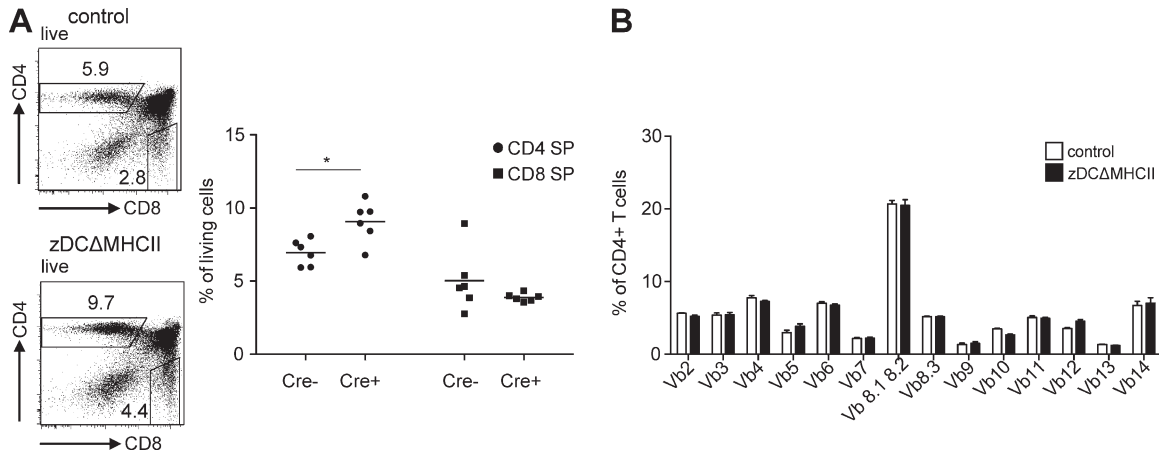 A
control
live
5.9
CD4
2.8
CD8
zDCΔMHCII
live
9.7
CD4
4.4
CD8
% of living cells
15
10
5
0
*
CD4 SP
CD8 SP
Cre- Cre+ Cre- Cre+
B
% of CD4+ T cells
30
20
10
0
control
zDCΔMHCII
Vb2 Vb3 Vb4 Vb5 Vb6 Vb7 Vb 8.1 8.2 Vb8.3 Vb9 Vb10 Vb11 Vb12 Vb13 Vb14